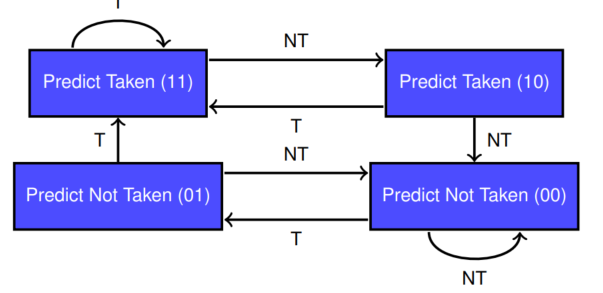 T
NT
Predict Taken (11)
Predict Taken (10)
T
T
NT
NT
Predict Not Taken (01)
Predict Not Taken (00)
T
NT